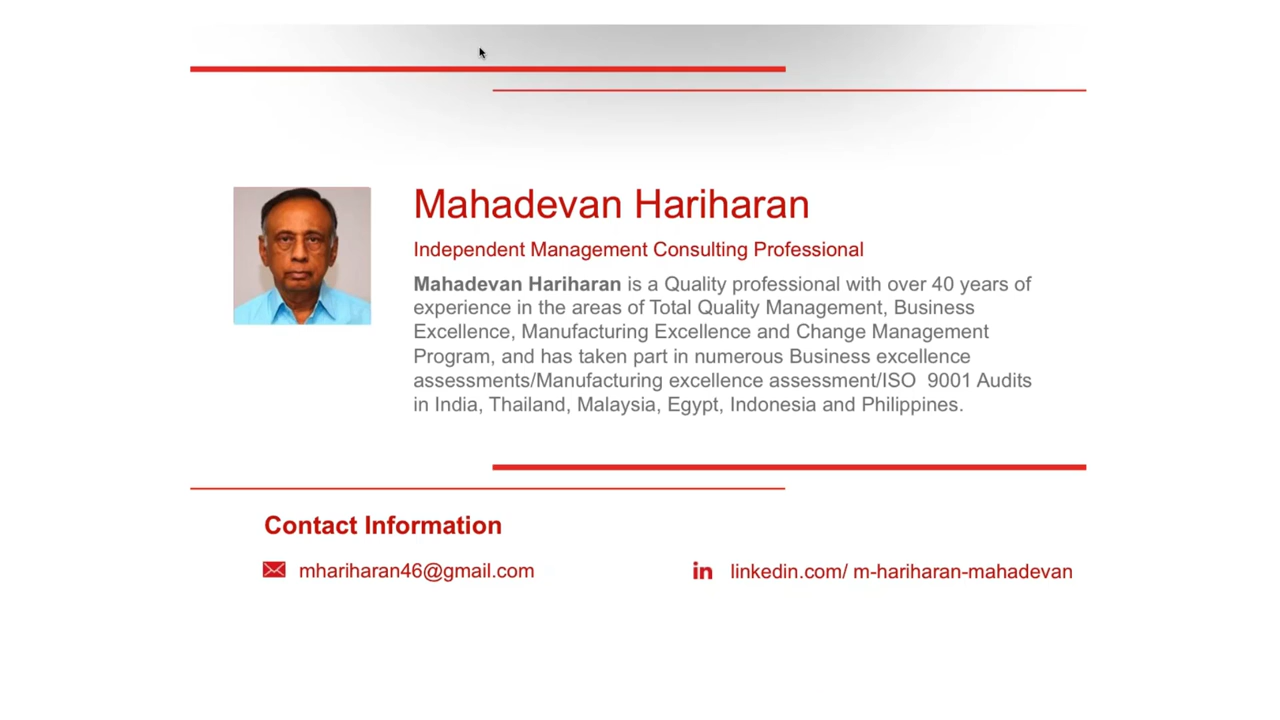 Mahadevan Hariharan
Independent Management Consulting Professional
Mahadevan Hariharan is a Quality professional with over 40 years of
experience in the areas of Total Quality Management, Business
Excellence, Manufacturing Excellence and Change Management
Program, and has taken part in numerous Business excellence
assessments/Manufacturing excellence assessment/ISO  9001 Audits
in India, Thailand, Malaysia, Egypt, Indonesia and Philippines.
Contact Information
mhariharan46@gmail.com
in linkedin.com/ m-hariharan-mahadevan